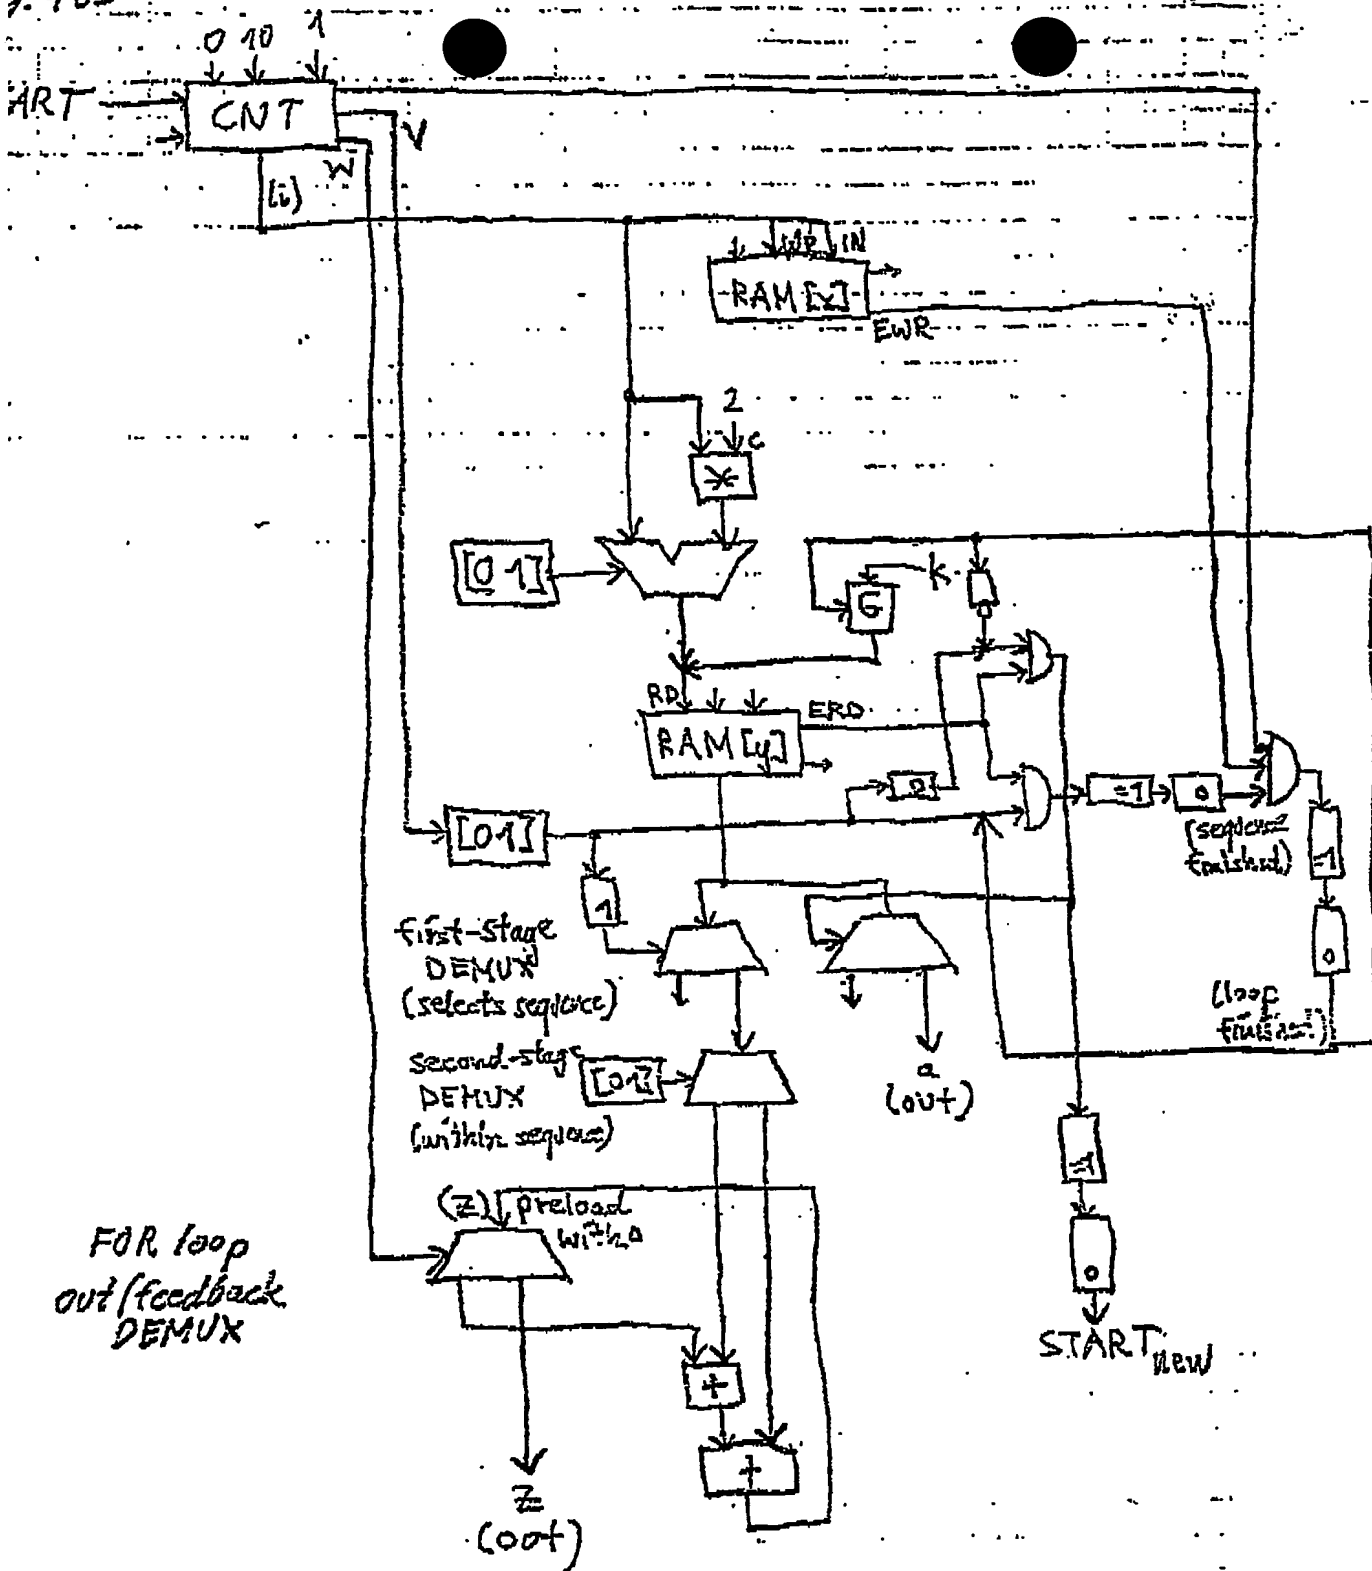 0 10 1
ART
CNT
V
W
(i)
1 WR IN
RAM [x]
EWR
2
c
*
[0 1]
G
k
RD
ERD
RAM [y]
0
=1
0
(sequence
finished)
[01]
1
=1
0
first-stage
DEMUX
(selects sequence)
(loop
finished)
second-stage
DEMUX
(within sequence)
[01]
a
(out)
=1
0
START new
(z) preload
with 0
FOR loop
out/feedback
DEMUX
+
+
z
(out)